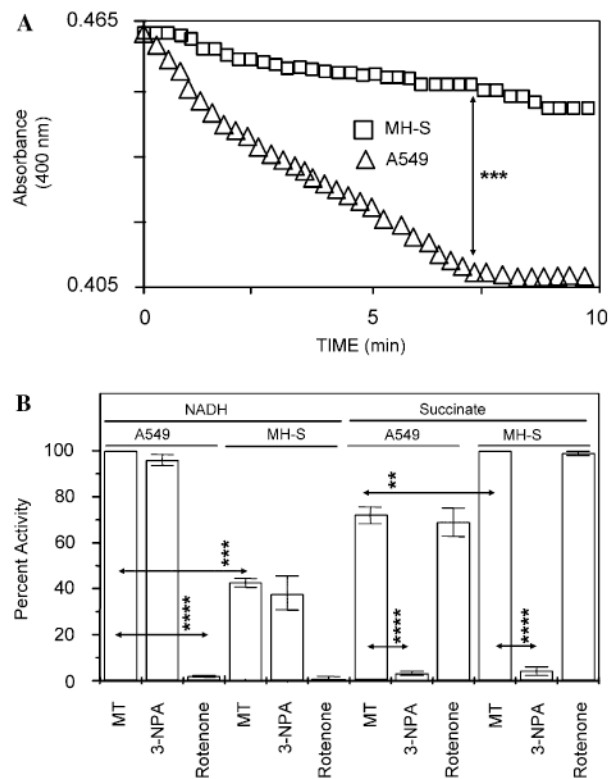 A
0.465
Absorbance
(400 nm)
MH-S
A549
***
0.405
0
5
10
TIME (min)
B
NADH
Succinate
A549
MH-S
A549
MH-S
100
80
60
40
20
0
Percent Activity
**
***
****
****
****
MT
3-NPA
Rotenone
MT
3-NPA
Rotenone
MT
3-NPA
Rotenone
MT
3-NPA
Rotenone